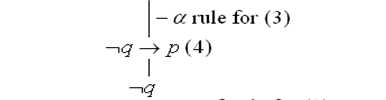 – α rule for (3)
¬q → p (4)
¬q